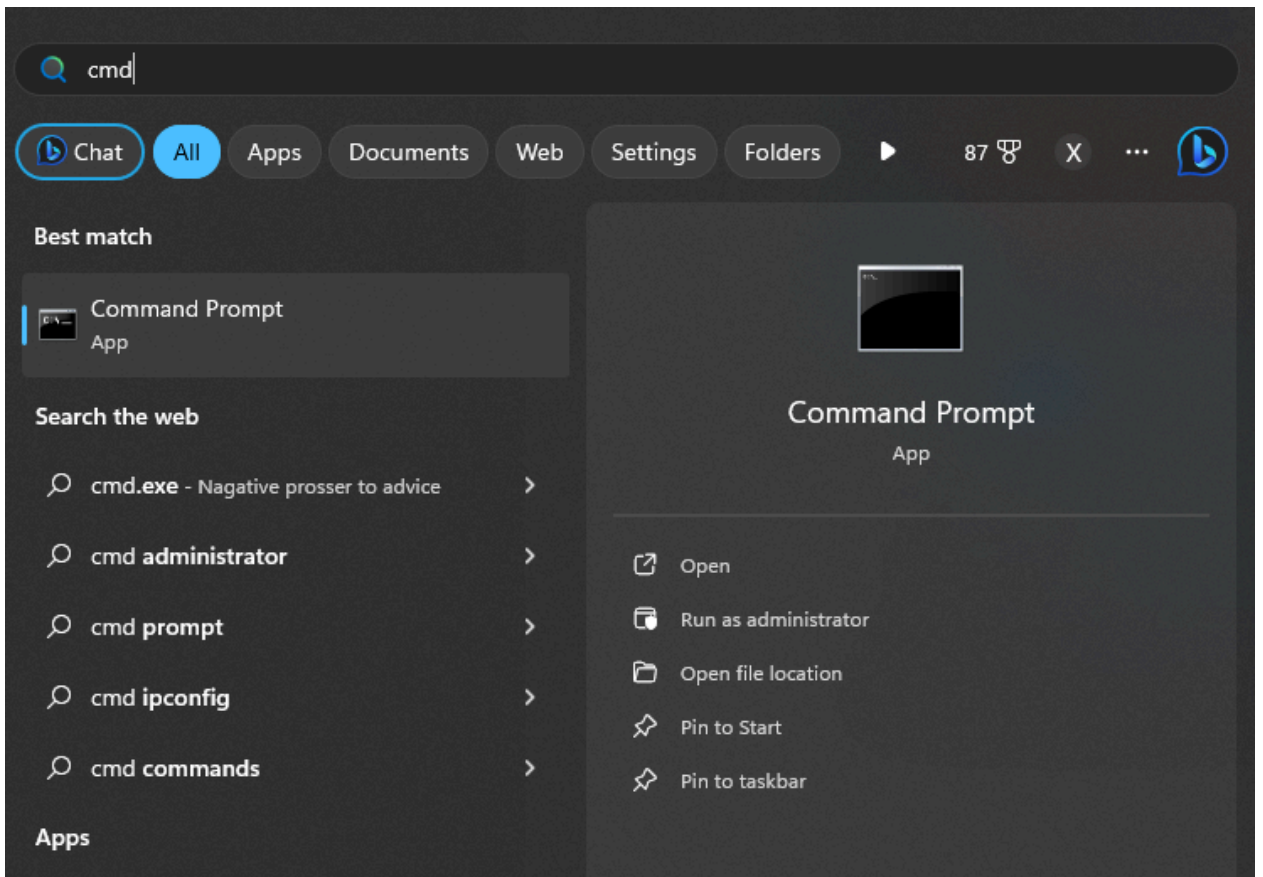 cmd
Chat All Apps Documents Web Settings Folders 87 X ...
Best match
Command Prompt
App
Search the web
cmd.exe - Nagative prosser to advice
cmd administrator
cmd prompt
cmd ipconfig
cmd commands
Apps
Command Prompt
App
Open
Run as administrator
Open file location
Pin to Start
Pin to taskbar